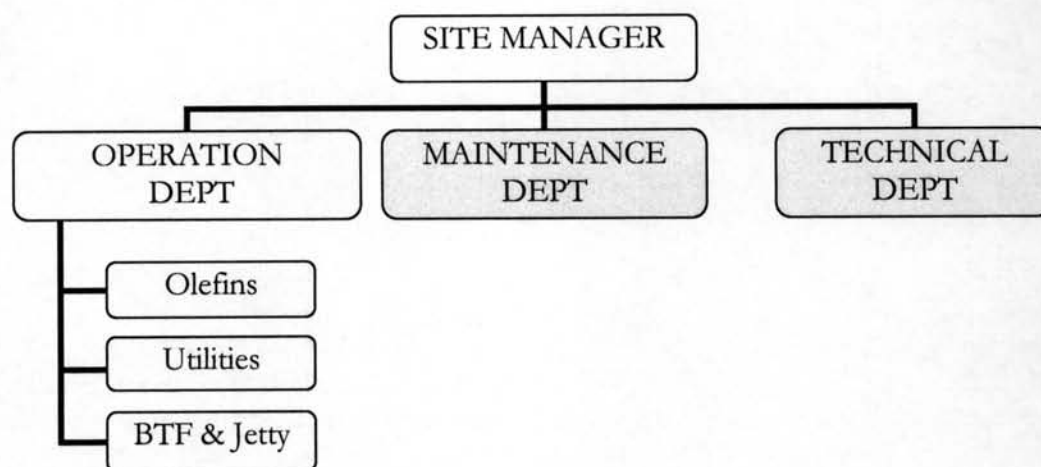 SITE MANAGER
OPERATION
DEPT
MAINTENANCE
DEPT
TECHNICAL
DEPT
Olefins
Utilities
BTF & Jetty